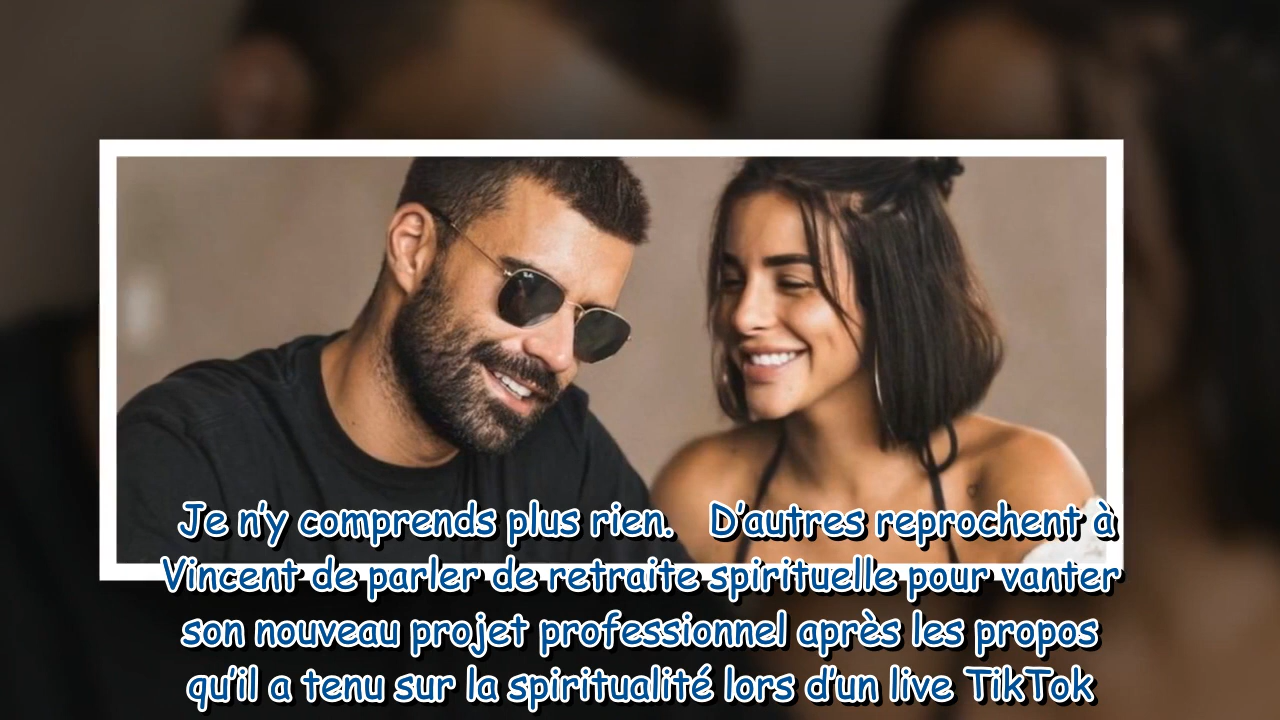 Je n'y comprends plus rien.   D'autres reprochent à
Vincent de parler de retraite spirituelle pour vanter
son nouveau projet professionnel après les propos
qu'il a tenu sur la spiritualité lors d'un live TikTok